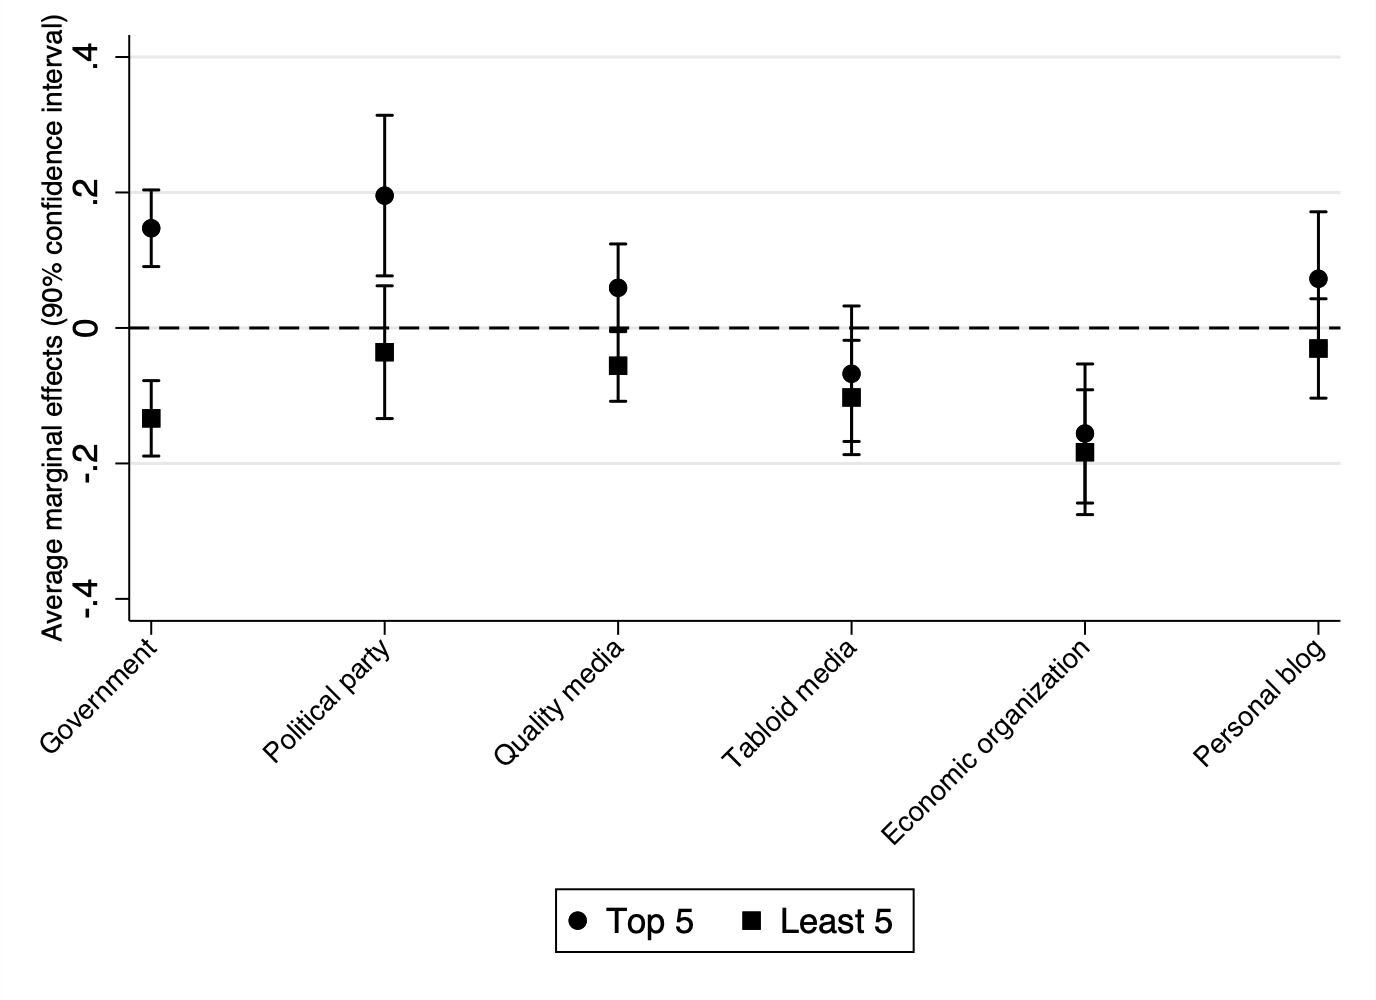 Average marginal effects (90% confidence interval)
.4
.2
0
-.2
-.4
Government
Political party
Quality media
Tabloid media
Economic organization
Personal blog
Top 5
Least 5